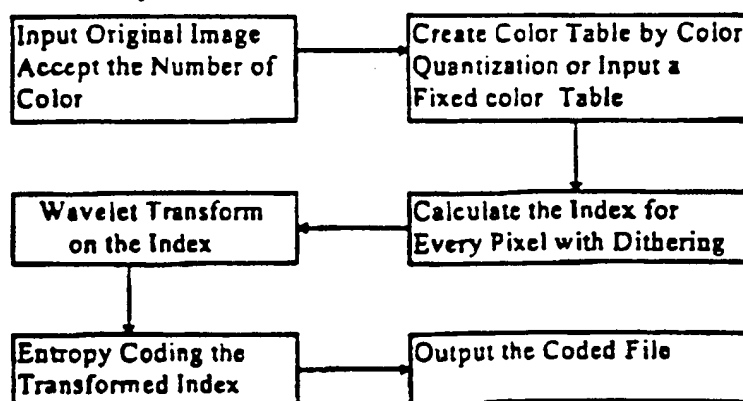 Input Original Image
Accept the Number of
Color
Create Color Table by Color
Quantization or Input a
Fixed color Table
Calculate the Index for
Every Pixel with Dithering
Wavelet Transform
on the Index
Entropy Coding the
Transformed Index
Output the Coded File